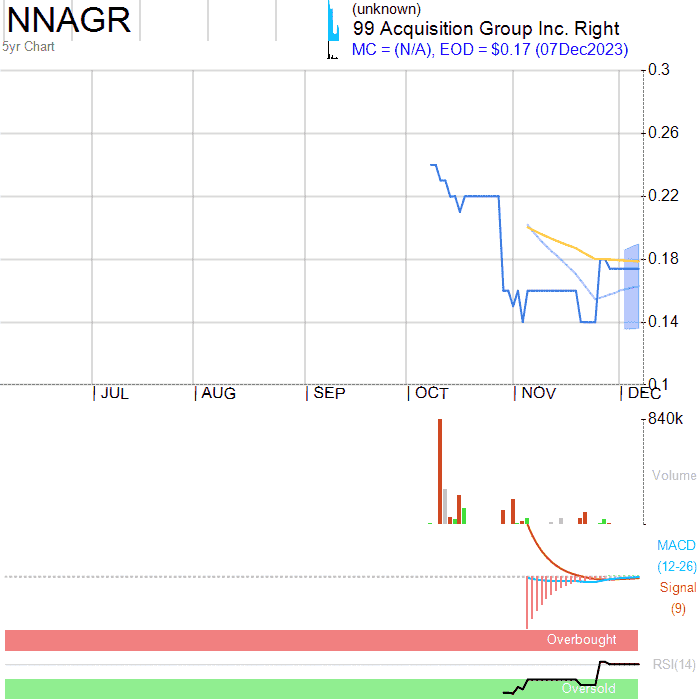 NNAGR
5yr Chart
(unknown)
99 Acquisition Group Inc. Right
MC = (N/A), EOD = $0.17 (07Dec2023)
0.3
0.26
0.22
0.18
0.14
0.1
JUL AUG SEP OCT NOV DEC
840k
Volume
MACD
(12-26)
Signal
(9)
Overbought
RSI(14)
Oversold